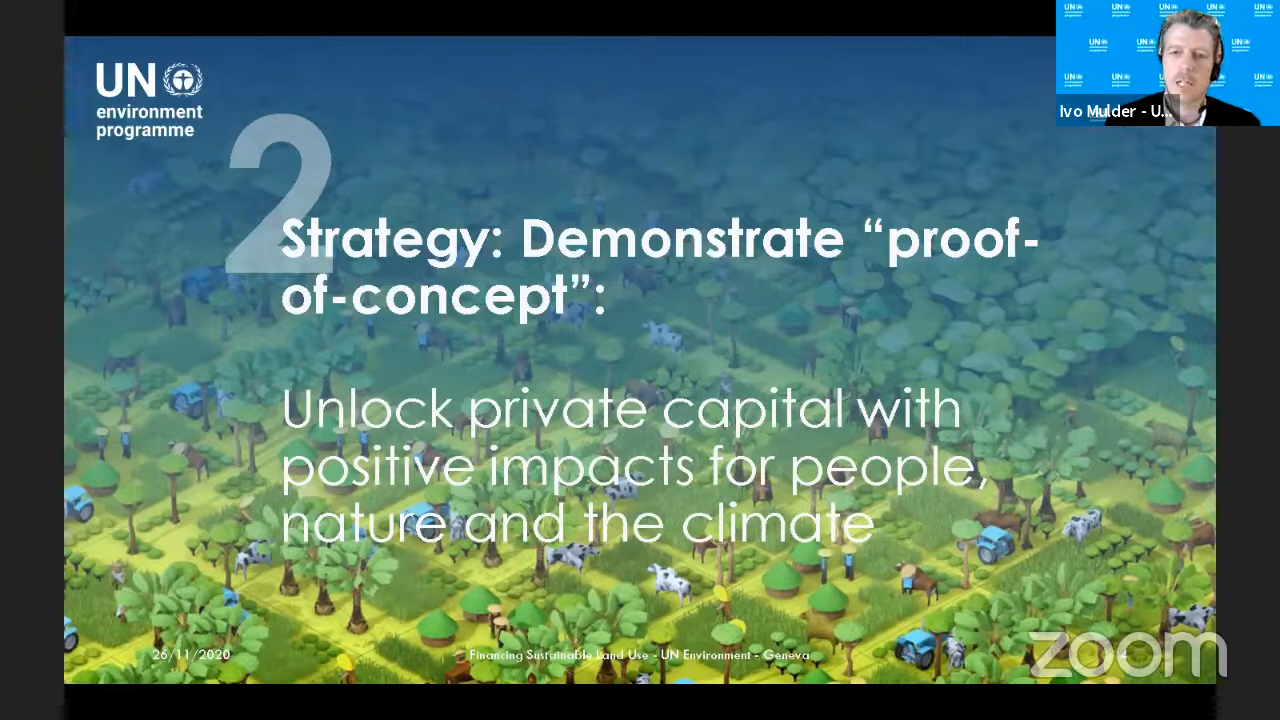 UN
environment
programme
2
Strategy: Demonstrate “proof-
of-concept”:
Unlock private capital with
positive impacts for people,
nature and the climate
26/11/2020
Financing Sustainable Land Use - UN Environment - Geneva
zoom
Ivo Mulder - U...